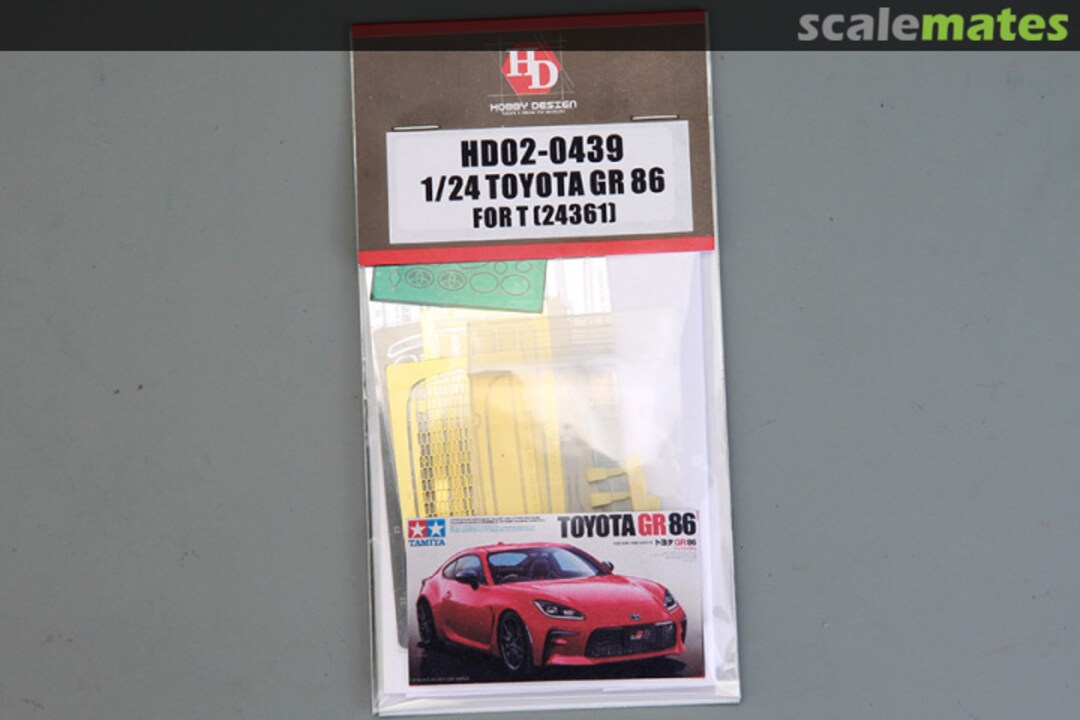 scalemates
HD
HOBBY DESIGN
HD02-0439
1/24 TOYOTA GR 86
FOR T (24361)
TOYOTA GR 86
TAMIYA
トヨタ GR 86